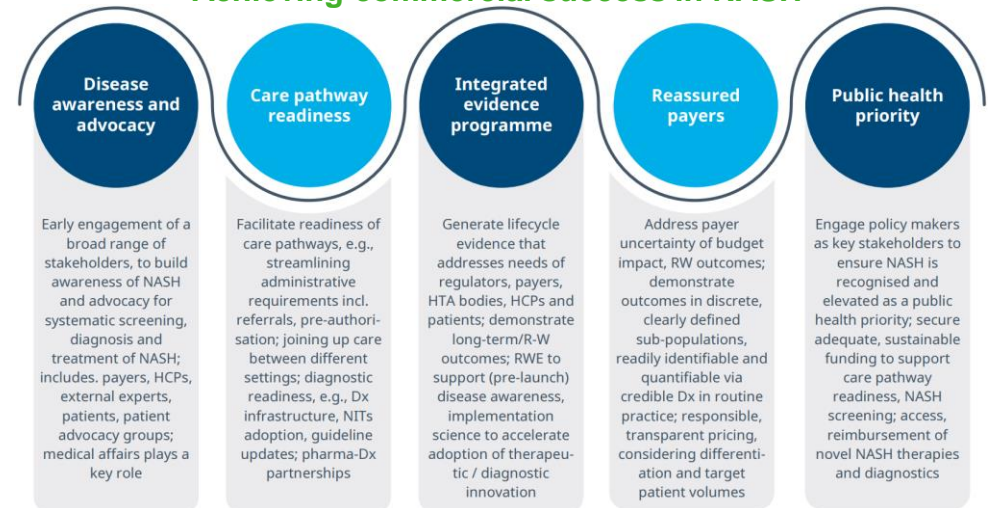 Achieving Commercial Success in NASH
Disease
awareness and
advocacy
Early engagement of a
broad range of
stakeholders, to build
awareness of NASH
and advocacy for
systematic screening,
diagnosis and
treatment of NASH;
includes. payers, HCPs,
external experts,
patients, patient
advocacy groups;
medical affairs plays a
key role
Care pathway
readiness
Facilitate readiness of
care pathways, e.g.,
streamlining
administrative
requirements incl.
referrals, pre-authori-
sation; joining up care
between different
settings; diagnostic
readiness, e.g., Dx
infrastructure, NITs
adoption, guideline
updates; pharma-Dx
partnerships
Integrated
evidence
programme
Generate lifecycle
evidence that
addresses needs of
regulators, payers,
HTA bodies, HCPs and
patients; demonstrate
long-term/R-W
outcomes; RWE to
support (pre-launch)
disease awareness,
implementation
science to accelerate
adoption of therapeu-
tic / diagnostic
innovation
Reassured
payers
Address payer
uncertainty of budget
impact, RW outcomes;
demonstrate
outcomes in discrete,
clearly defined
sub-populations,
readily identifiable and
quantifiable via
credible Dx in routine
practice; responsible,
transparent pricing,
considering differenti-
ation and target
patient volumes
Public health
priority
Engage policy makers
as key stakeholders to
ensure NASH is
recognised and
elevated as a public
health priority; secure
adequate, sustainable
funding to support
care pathway
readiness, NASH
screening; access,
reimbursement of
novel NASH therapies
and diagnostics